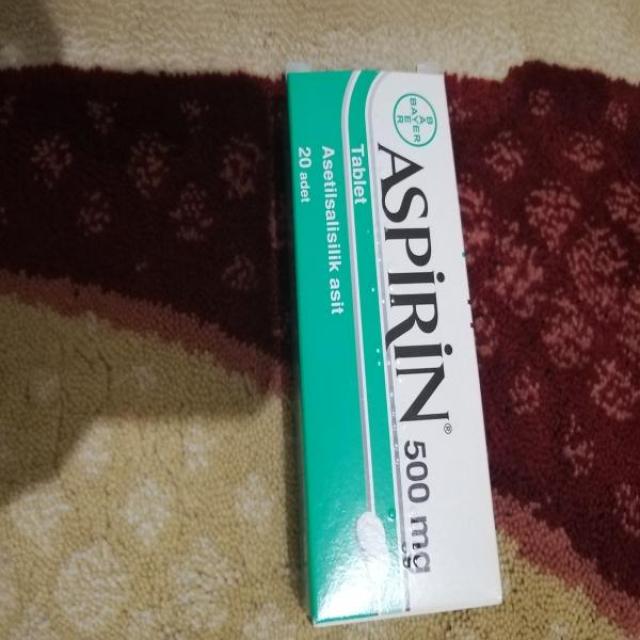 BAYER
BAYER
ASPİRİN® 500 mg
Tablet
Asetilsalisilik asit
20 adet